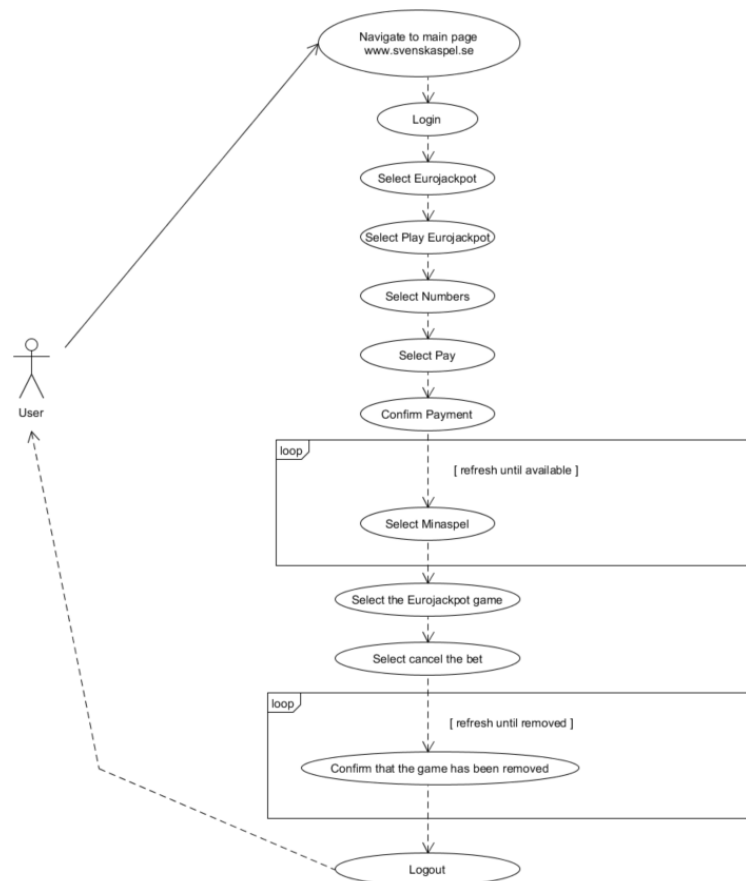 Navigate to main page
www.svenskaspel.se
Login
Select Eurojackpot
Select Play Eurojackpot
Select Numbers
Select Pay
User
Confirm Payment
loop
[ refresh until available ]
Select Minaspel
Select the Eurojackpot game
Select cancel the bet
loop
[ refresh until removed ]
Confirm that the game has been removed
Logout